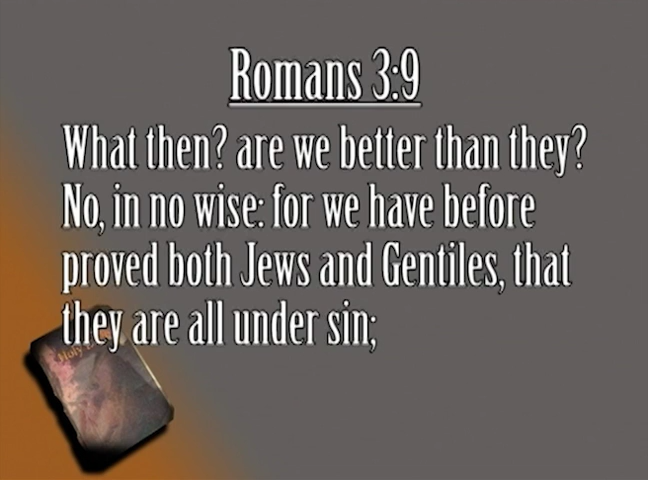 Romans 3:9
What then? are we better than they?
No, in no wise: for we have before
proved both Jews and Gentiles, that
they are all under sin;
Holy